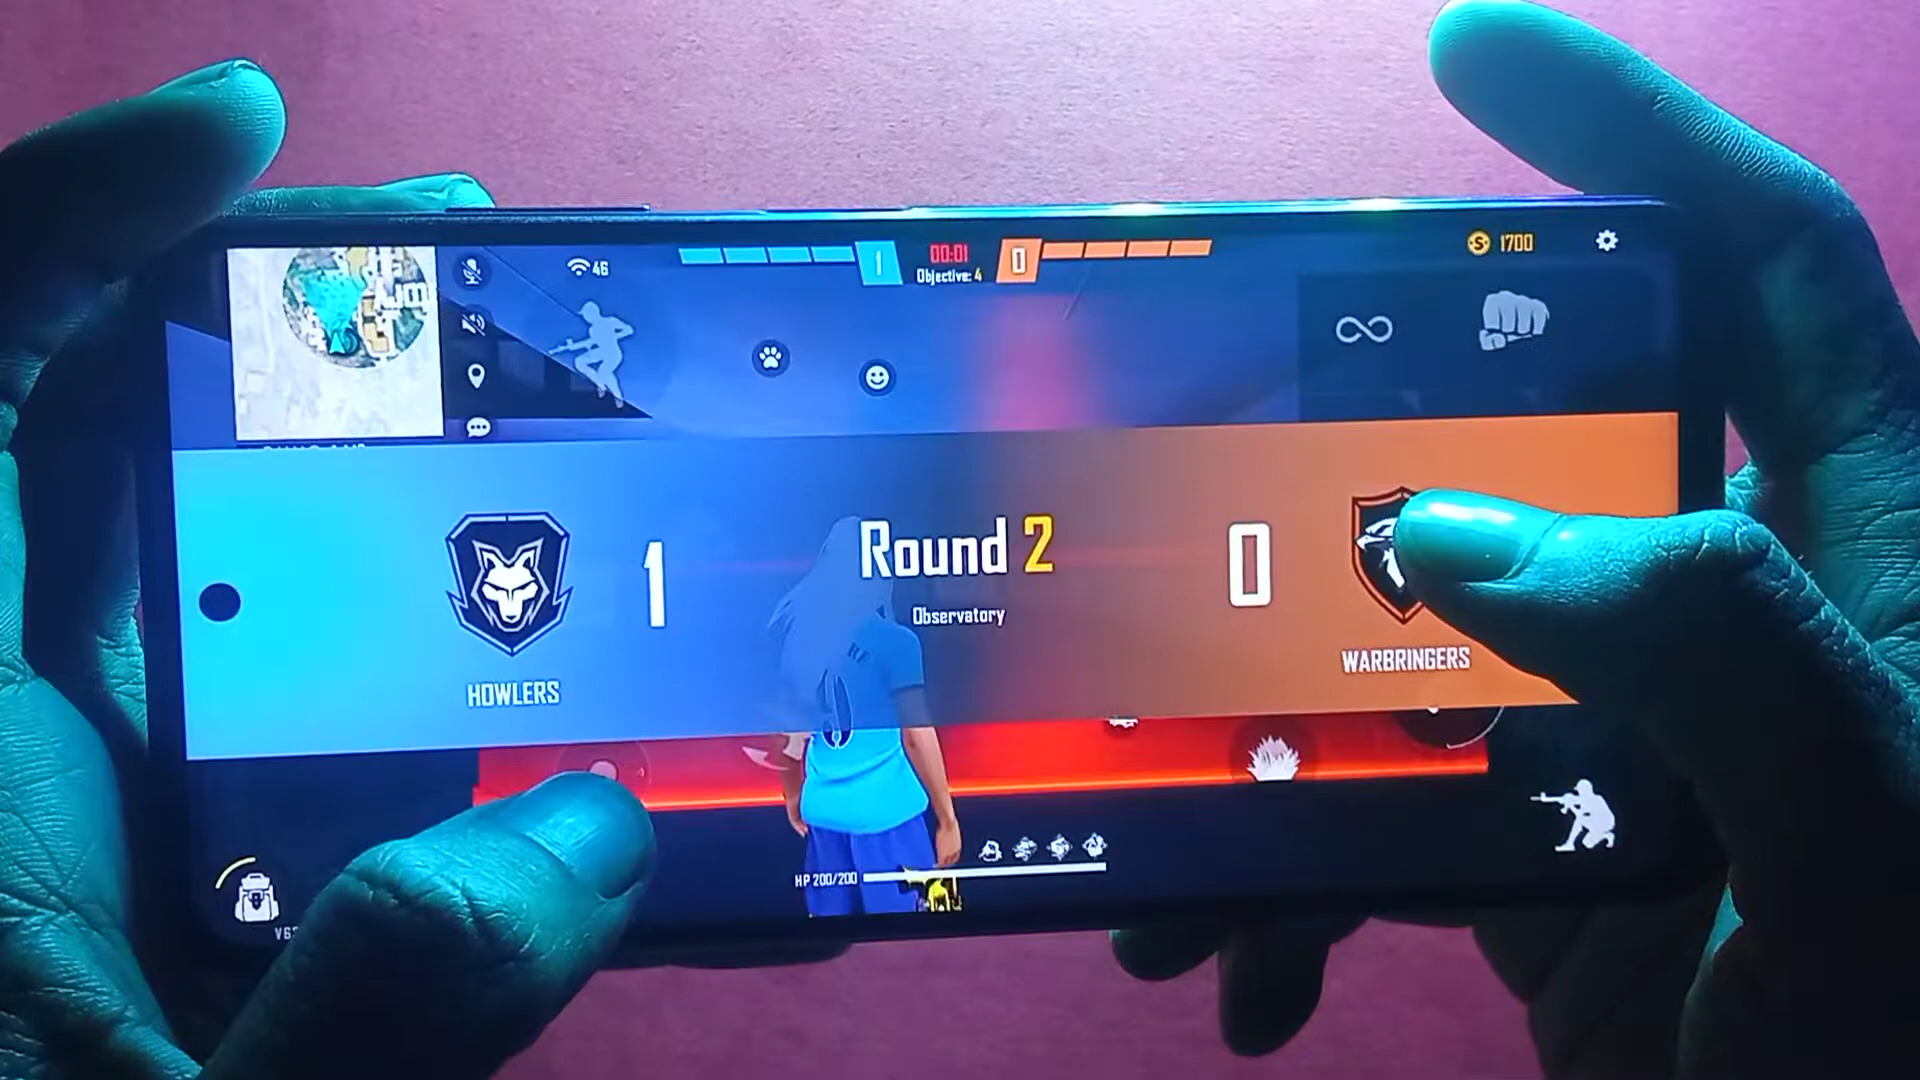 46
1
00:01
Objective: 4
0
1700
1
Round 2
0
Observatory
HOWLERS
WARBRINGERS
HP 200/200